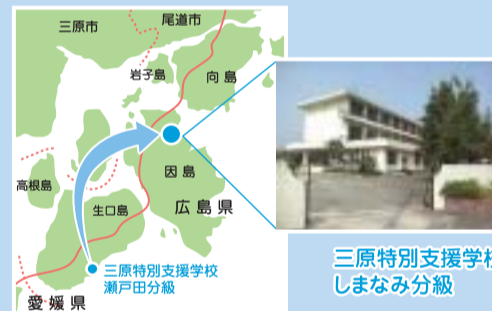 三原市
尾道市
岩子島
向島
因島
高根島
生口島
広島県
三原特別支援学校
瀬戸田分級
愛媛県
三原特別支援学校
しまなみ分級